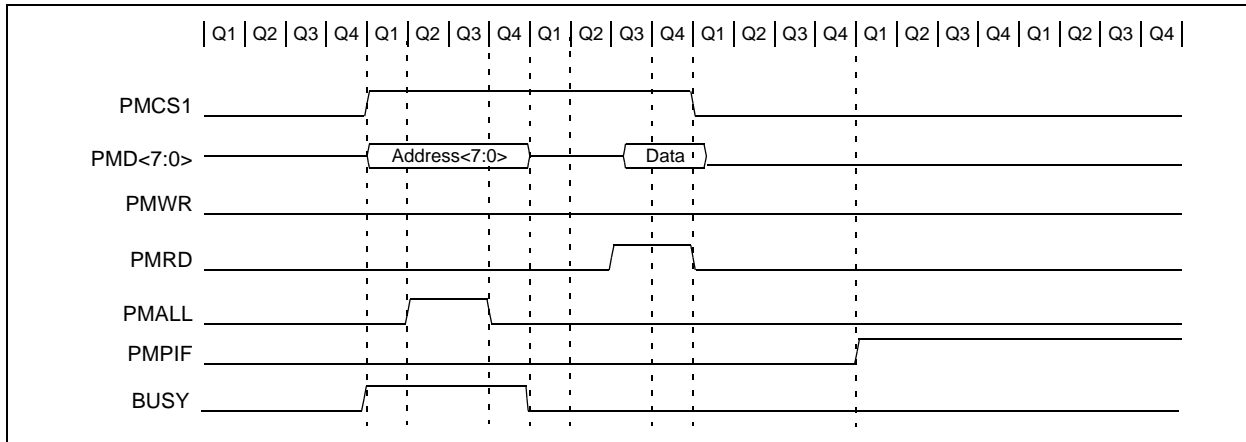 Q1 Q2 Q3 Q4 Q1 Q2 Q3 Q4 Q1 Q2 Q3 Q4 Q1 Q2 Q3 Q4 Q1 Q2 Q3 Q4 Q1 Q2 Q3 Q4
PMCS1
PMD<7:0> Address<7:0> Data
PMWR
PMRD
PMALL
PMPIF
BUSY